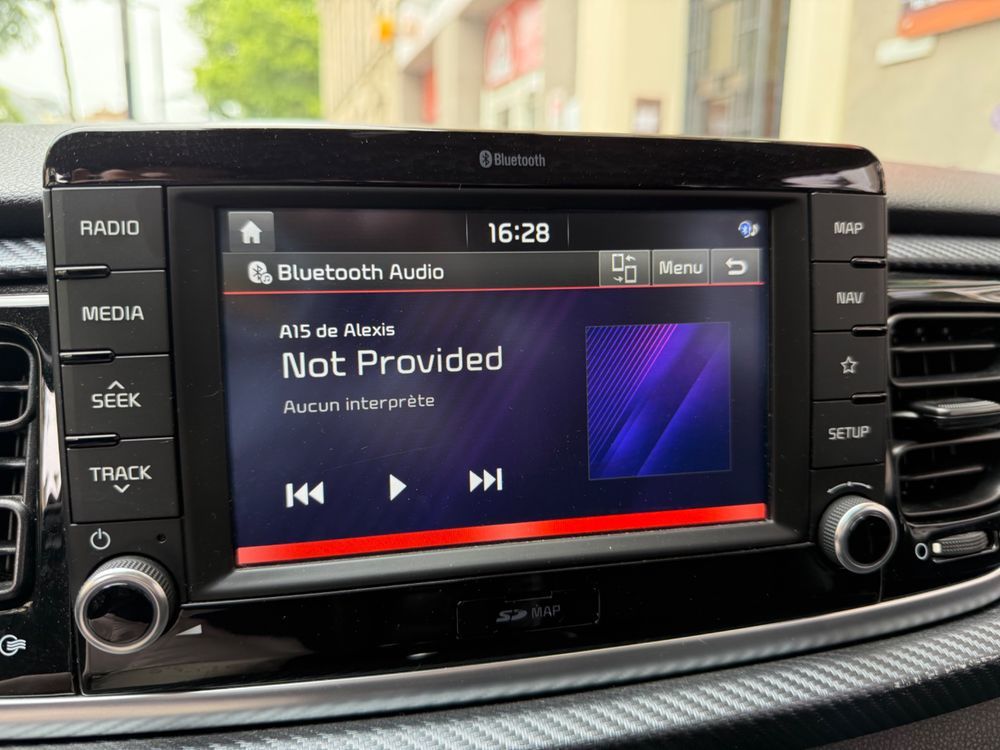 Bluetooth
RADIO
MEDIA
SEEK
TRACK
16:28
Bluetooth Audio
Menu
A15 de Alexis
Not Provided
Aucun interprète
MAP
NAV
SETUP
SD MAP